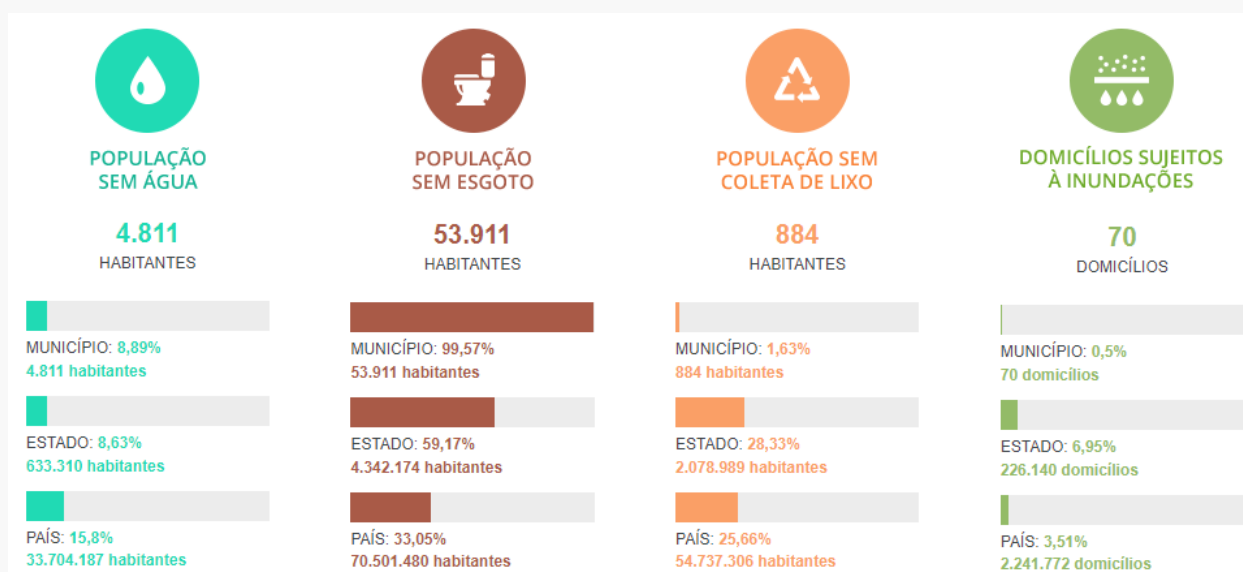 POPULAÇÃO
SEM ÁGUA
4.811
HABITANTES
MUNICÍPIO: 8,89%
4.811 habitantes
ESTADO: 8,63%
633.310 habitantes
PAÍS: 15,8%
33.704.187 habitantes
POPULAÇÃO
SEM ESGOTO
53.911
HABITANTES
MUNICÍPIO: 99,57%
53.911 habitantes
ESTADO: 59,17%
4.342.174 habitantes
PAÍS: 33,05%
70.501.480 habitantes
POPULAÇÃO SEM
COLETA DE LIXO
884
HABITANTES
MUNICÍPIO: 1,63%
884 habitantes
ESTADO: 28,33%
2.078.989 habitantes
PAÍS: 25,66%
54.737.306 habitantes
DOMICÍLIOS SUJEITOS
À INUNDAÇÕES
70
DOMICÍLIOS
MUNICÍPIO: 0,5%
70 domicílios
ESTADO: 6,95%
226.140 domicílios
PAÍS: 3,51%
2.241.772 domicílios